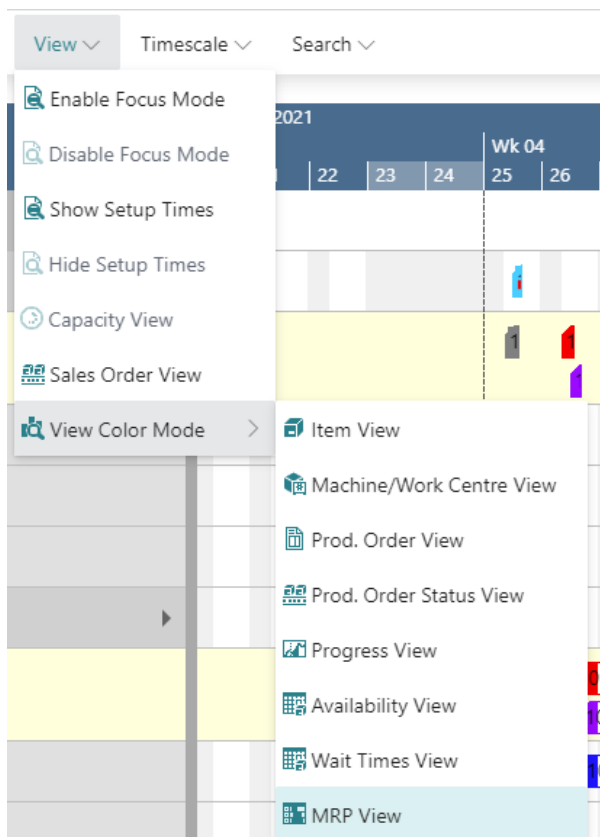 View Timescale Search
Enable Focus Mode
2021
Disable Focus Mode
Wk 04
22 23 24 25 26
Show Setup Times
Hide Setup Times
Capacity View
1 1
Sales Order View
1
View Color Mode
Item View
Machine/Work Centre View
Prod. Order View
Prod. Order Status View
Progress View
Availability View
Wait Times View
MRP View